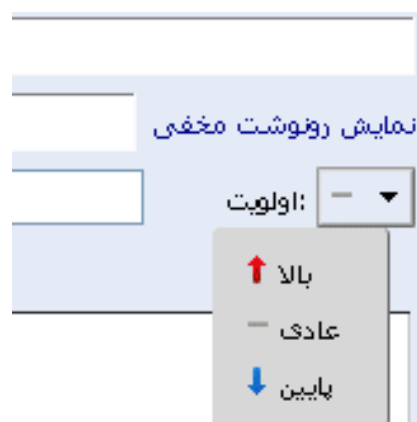 نمایش رونوشت مخفی
اولویت:
بالا
عادی
پایین